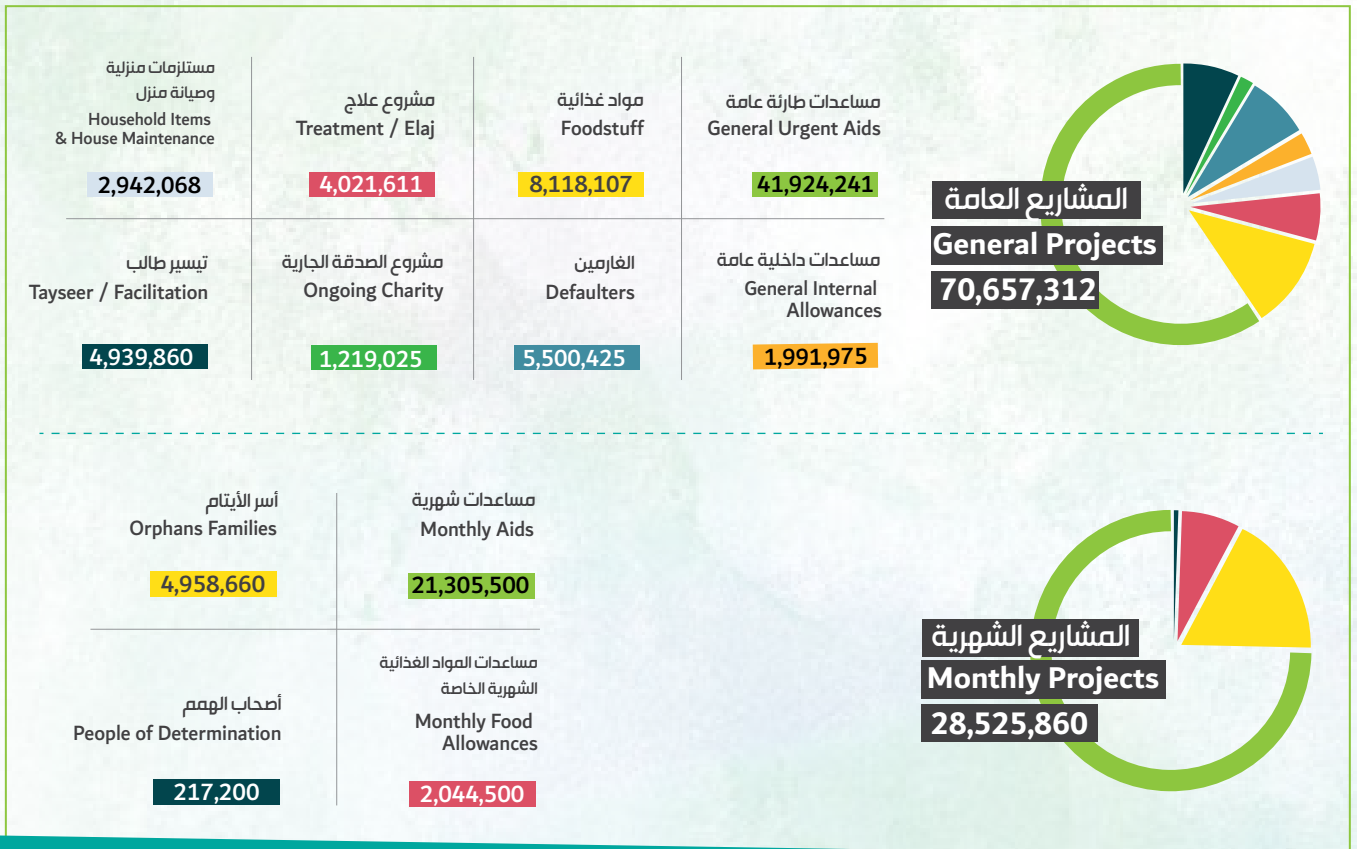 المشاريع العامة
General Projects
70,657,312
مساعدات طارئة عامة
General Urgent Aids
41,924,241
مواد غذائية
Foodstuff
8,118,107
مشروع علاج
Treatment / Elaj
4,021,611
مستلزمات منزلية
وصيانة منزل
Household Items
& House Maintenance
2,942,068
مساعدات داخلية عامة
General Internal
Allowances
1,991,975
الغارمين
Defaulters
5,500,425
مشروع الصدقة الجارية
Ongoing Charity
1,219,025
تيسير طالب
Tayseer / Facilitation
4,939,860
المشاريع الشهرية
Monthly Projects
28,525,860
مساعدات شهرية
Monthly Aids
21,305,500
أسر الأيتام
Orphans Families
4,958,660
مساعدات المواد الغذائية
الشهرية الخاصة
Monthly Food
Allowances
2,044,500
أصحاب الهمم
People of Determination
217,200